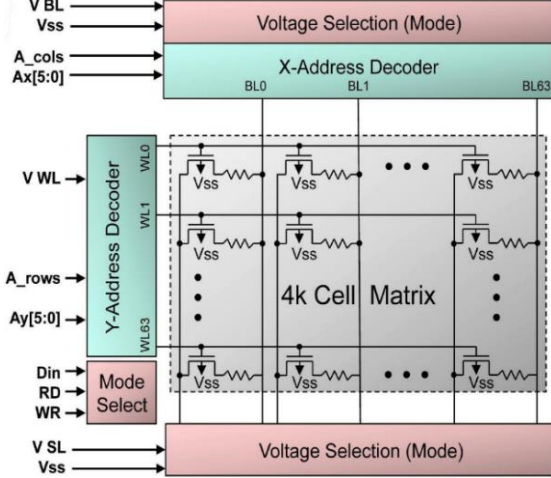 V BL
Vss
Voltage Selection (Mode)
A_cols
Ax[5:0]
X-Address Decoder
BL0
BL1
BL63
V WL
A_rows
Ay[5:0]
Y-Address Decoder
WL0
WL1
WL63
Vss
Vss
Vss
Vss
Vss
Vss
4k Cell Matrix
Vss
Vss
Vss
Din
RD
WR
Mode
Select
V SL
Vss
Voltage Selection (Mode)